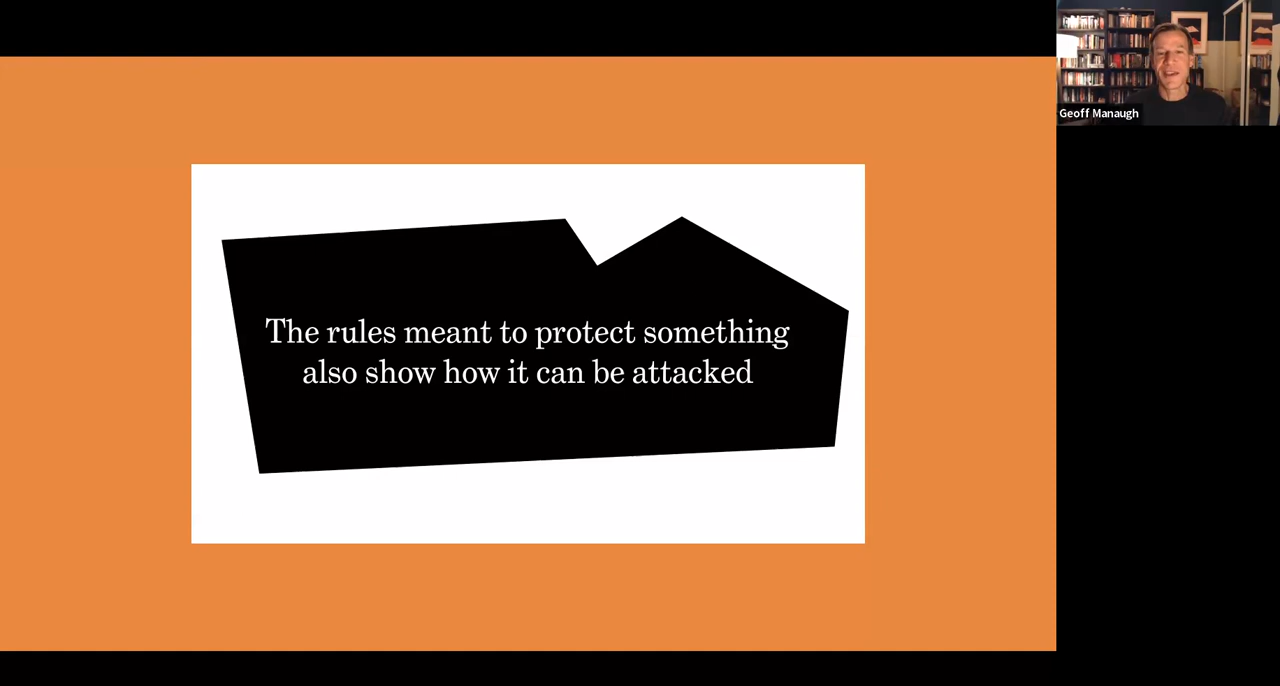 The rules meant to protect something
also show how it can be attacked
Geoff Manaugh